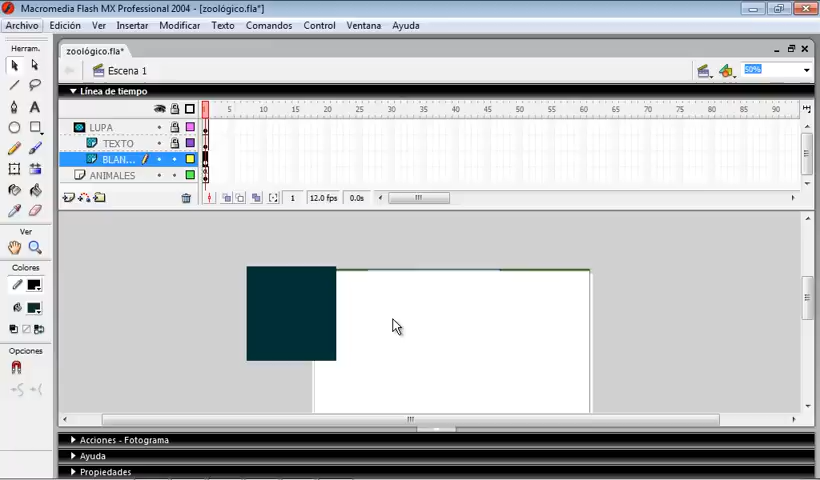 Macromedia Flash MX Professional 2004 - [zoológico.fla*]
Archivo Edición Ver Insertar Modificar Texto Comandos Control Ventana Ayuda
Herram.
zoológico.fla*
Escena 1
50%
Línea de tiempo
1 5 10 15 20 25 30 35 40 45 50 55 60 65 70 75 80 85 90
LUPA
TEXTO
BLAN...
ANIMALES
1 12.0 fps 0.0s
Ver
Colores
Opciones
Acciones - Fotograma
Ayuda
Propiedades